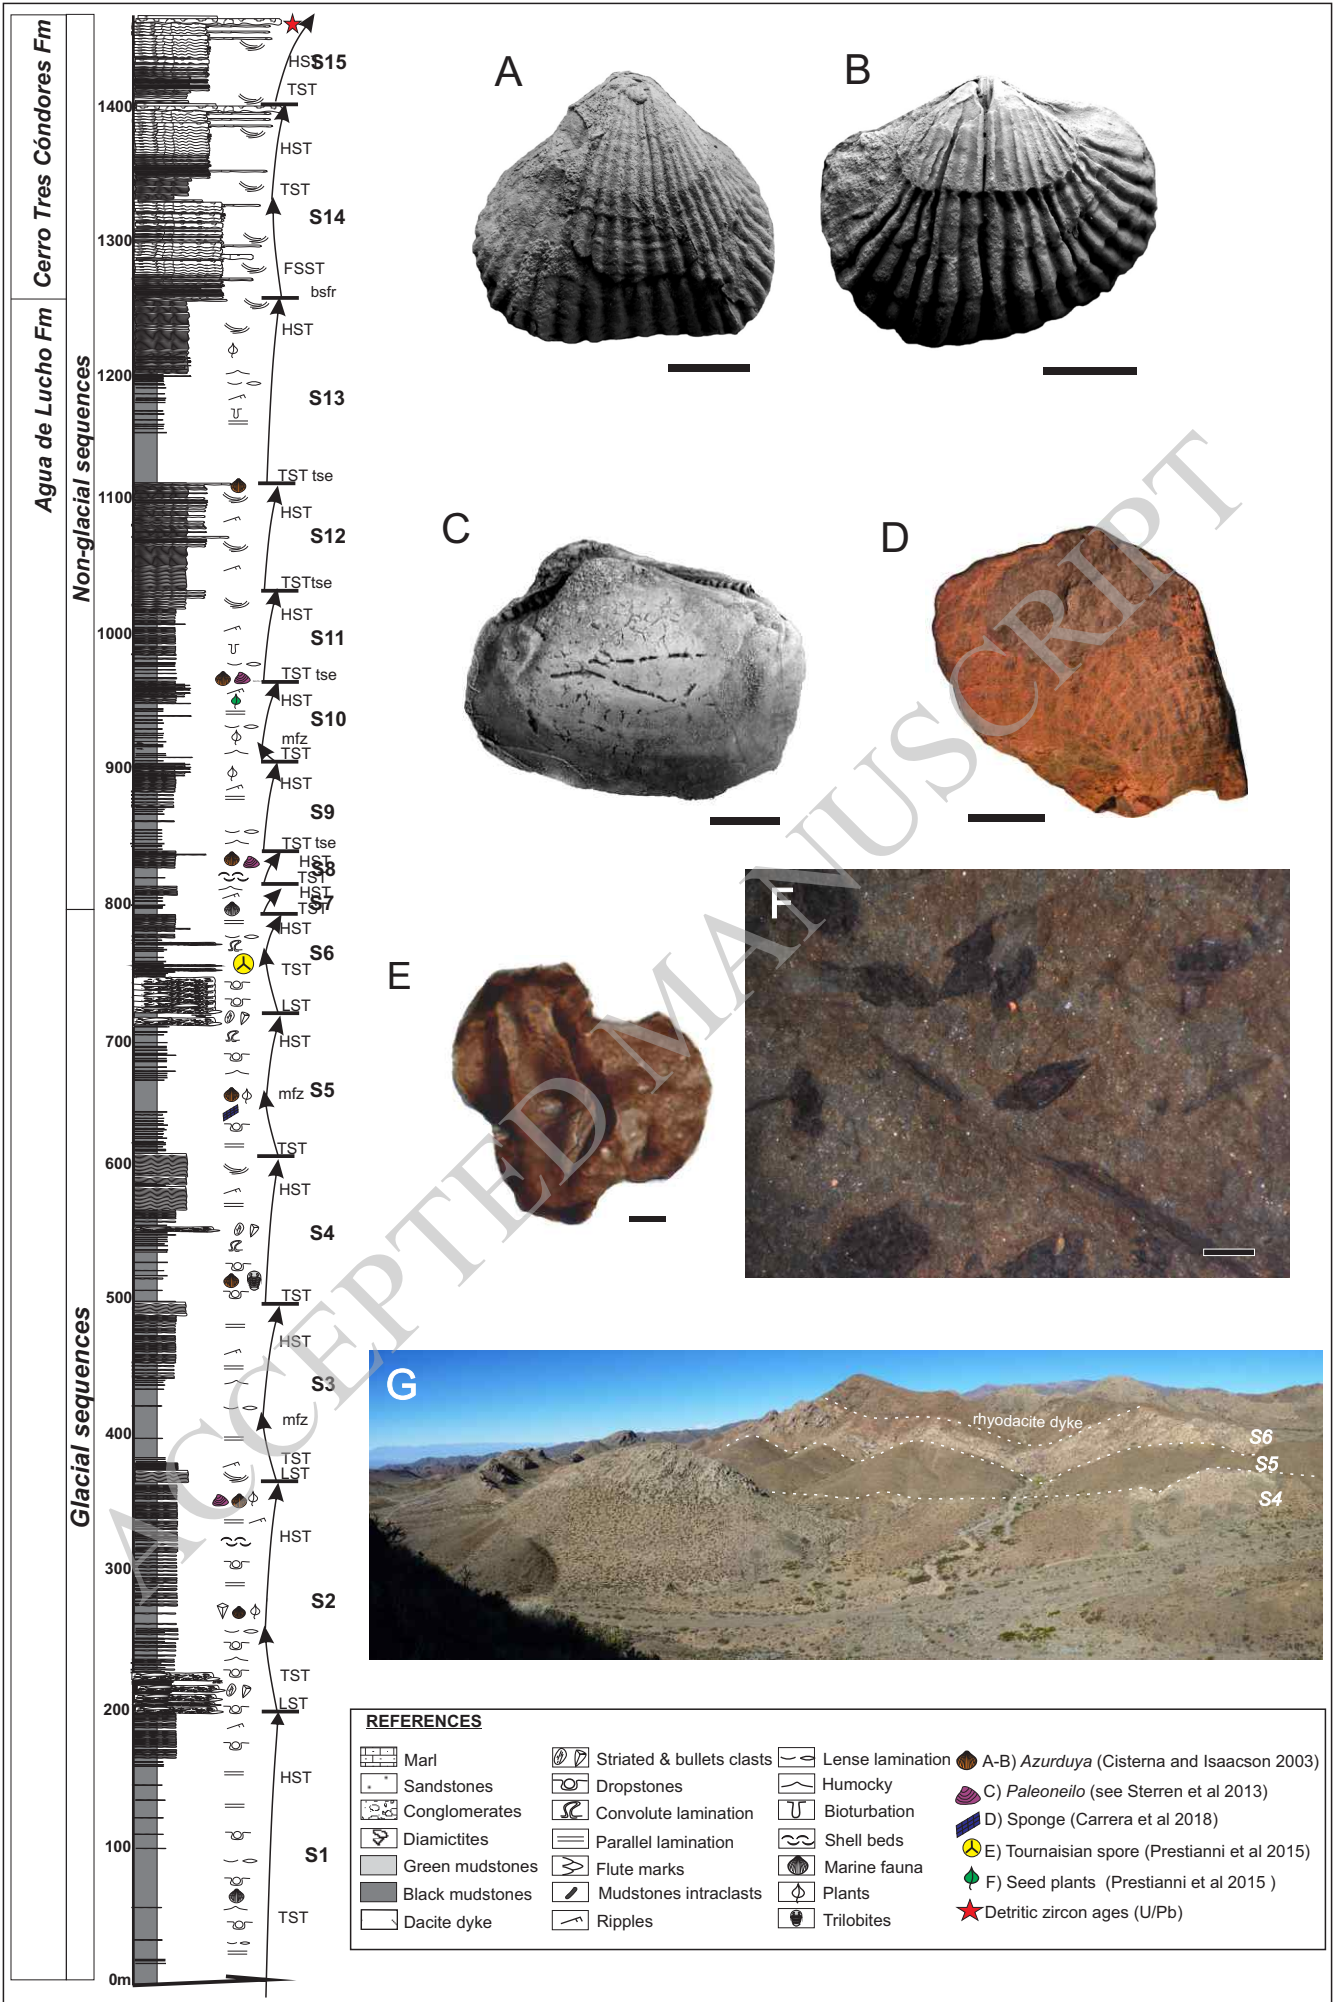 Cerro Tres Cóndores Fm
Agua de Lucho Fm
Non-glacial sequences
Glacial sequences
HST S15
TST
1400
HST
TST
S14
1300
FSST
bsfr
HST
1200
S13
TST tse
1100
HST
S12
TST tse
HST
1000
S11
TST tse
HST
S10
mfz
TST
900
HST
S9
TST tse
HST
S8
TST
HST
S7
800
TST
HST
S6
TST
LST
700
HST
mfz S5
TST
600
HST
S4
TST
500
HST
S3
mfz
400
TST
LST
HST
300
S2
TST
LST
200
HST
S1
100
TST
0m
A
B
C
D
E
F
G
rhyodacite dyke
S6
S5
S4
ACCEPTED MANUSCRIPT
REFERENCES
Marl
Sandstones
Conglomerates
Diamictites
Green mudstones
Black mudstones
Dacite dyke
Striated & bullets clasts
Dropstones
Convolute lamination
Parallel lamination
Flute marks
Mudstones intraclasts
Ripples
Lense lamination
Humocky
Bioturbation
Shell beds
Marine fauna
Plants
Trilobites
A-B) Azurduya (Cisterna and Isaacson 2003)
C) Paleoneilo (see Sterren et al 2013)
D) Sponge (Carrera et al 2018)
E) Tournaisian spore (Prestianni et al 2015)
F) Seed plants (Prestianni et al 2015 )
Detritic zircon ages (U/Pb)